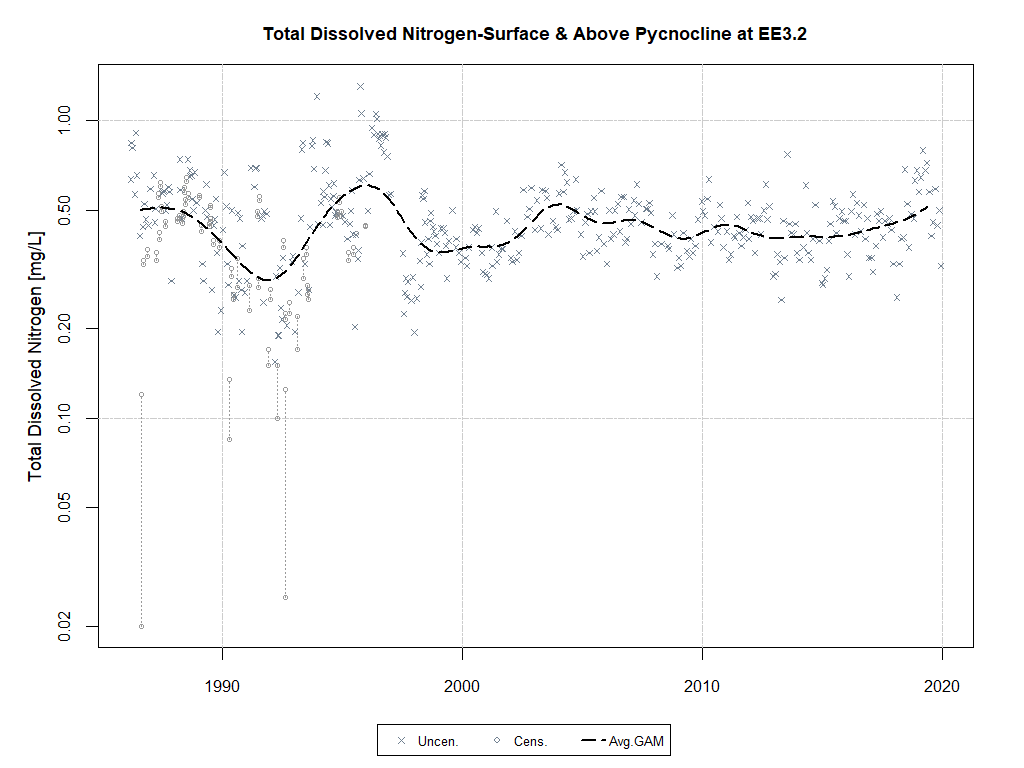 Total Dissolved Nitrogen-Surface & Above Pycnocline at EE3.2
Total Dissolved Nitrogen [mg/L]
1.00
0.50
0.20
0.10
0.05
0.02
1990 2000 2010 2020
Uncen. Cens. Avg.GAM